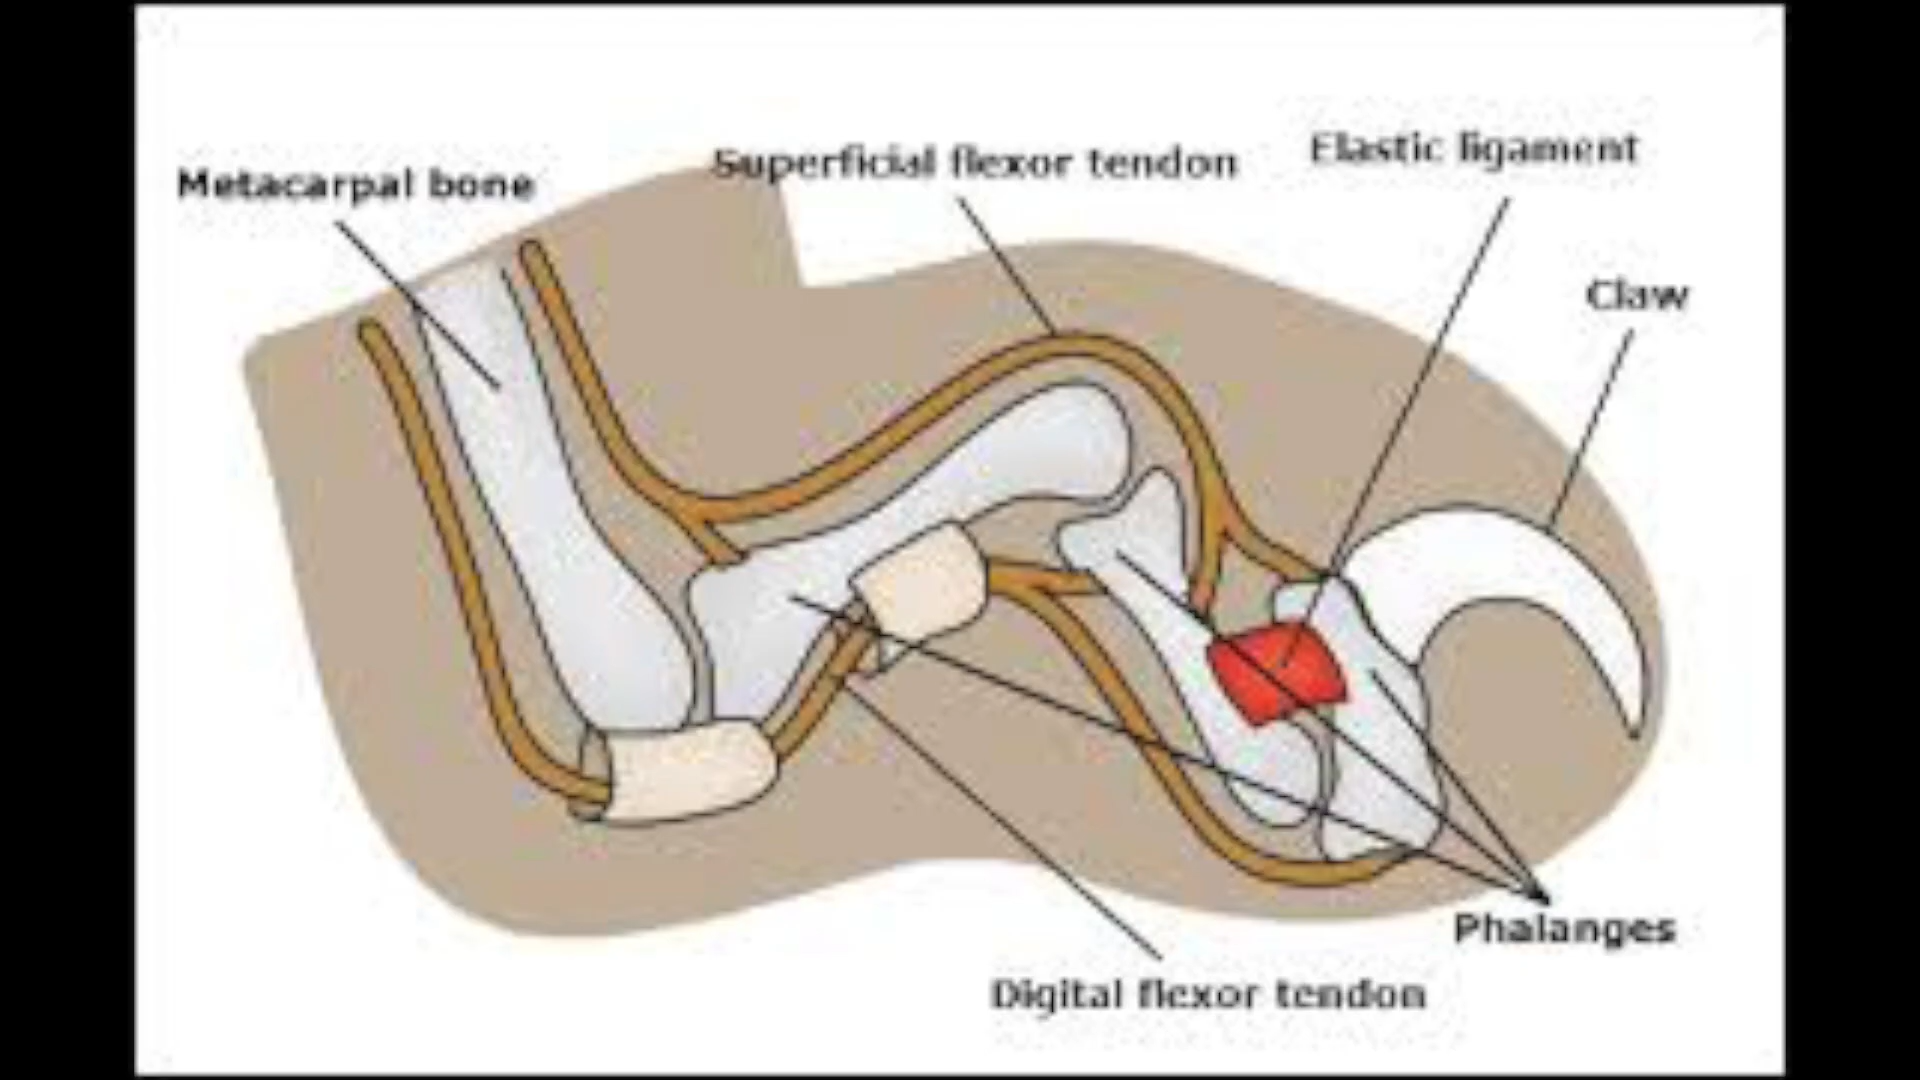 Metacarpal bone
Superficial flexor tendon
Elastic ligament
Claw
Phalanges
Digital flexor tendon